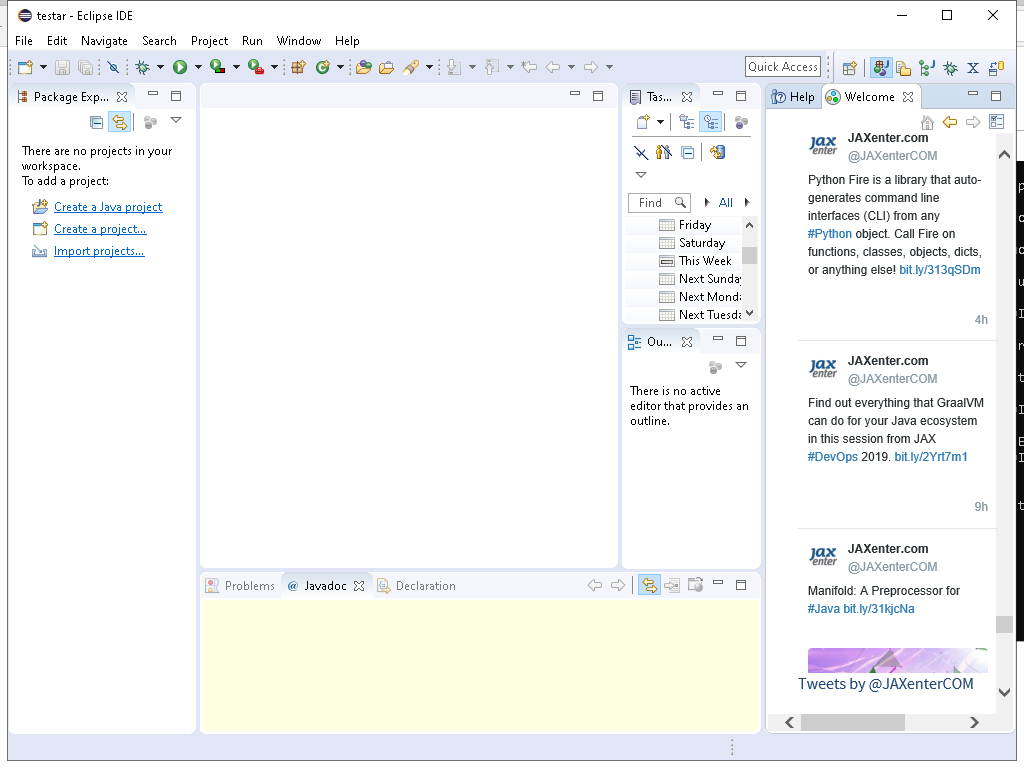 testar - Eclipse IDE
File Edit Navigate Search Project Run Window Help
Quick Access
Package Exp...
There are no projects in your
workspace.
To add a project:
Create a Java project
Create a project...
Import projects...
Tas...
Find All
Friday
Saturday
This Week
Next Sunday
Next Monda
Next Tuesda
Ou...
There is no active
editor that provides an
outline.
Problems @ Javadoc Declaration
Help Welcome
jax enter
JAXenter.com
@JAXenterCOM
Python Fire is a library that auto-
generates command line
interfaces (CLI) from any
#Python object. Call Fire on
functions, classes, objects, dicts,
or anything else! bit.ly/313qSDm
4h
jax enter
JAXenter.com
@JAXenterCOM
Find out everything that GraalVM
can do for your Java ecosystem
in this session from JAX
#DevOps 2019. bit.ly/2Yrt7m1
9h
jax enter
JAXenter.com
@JAXenterCOM
Manifold: A Preprocessor for
#Java bit.ly/31kjcNa
Tweets by @JAXenterCOM